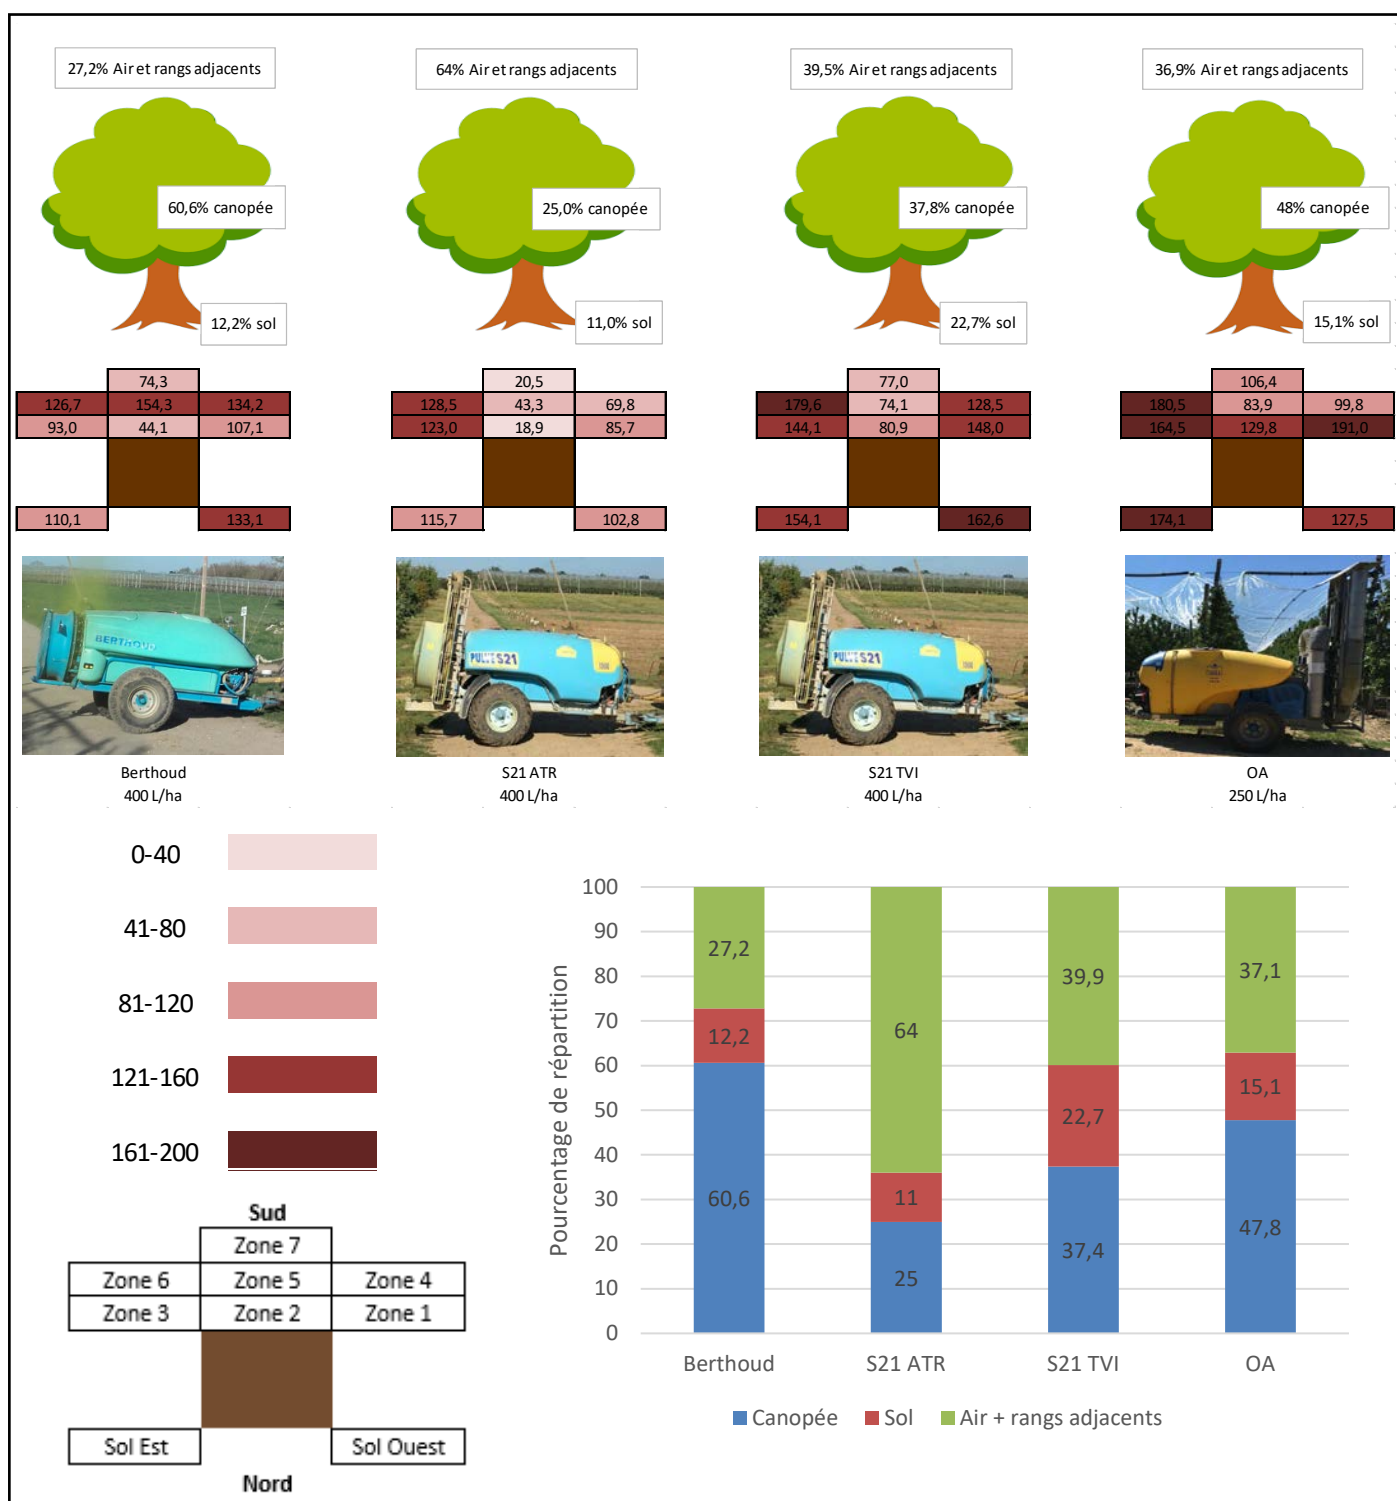 27,2% Air et rangs adjacents
64% Air et rangs adjacents
39,5% Air et rangs adjacents
36,9% Air et rangs adjacents
60,6% canopée
25,0% canopée
37,8% canopée
48% canopée
12,2% sol
11,0% sol
22,7% sol
15,1% sol
74,3
126,7 154,3 134,2
93,0 44,1 107,1
110,1 133,1
20,5
128,5 43,3 69,8
123,0 18,9 85,7
115,7 102,8
77,0
179,6 74,1 128,5
144,1 80,9 148,0
154,1 162,6
106,4
180,5 83,9 99,8
164,5 129,8 191,0
174,1 127,5
BERTHOUD
S21
S21
Berthoud
400 L/ha
S21 ATR
400 L/ha
S21 TVI
400 L/ha
OA
250 L/ha
0-40
41-80
81-120
121-160
161-200
Sud
Zone 7
Zone 6 Zone 5 Zone 4
Zone 3 Zone 2 Zone 1
Sol Est Sol Ouest
Nord
Pourcentage de répartition
100
90
80
70
60
50
40
30
20
10
0
27,2
12,2
60,6
64
11
25
39,9
22,7
37,4
37,1
15,1
47,8
Berthoud S21 ATR S21 TVI OA
Canopée Sol Air + rangs adjacents